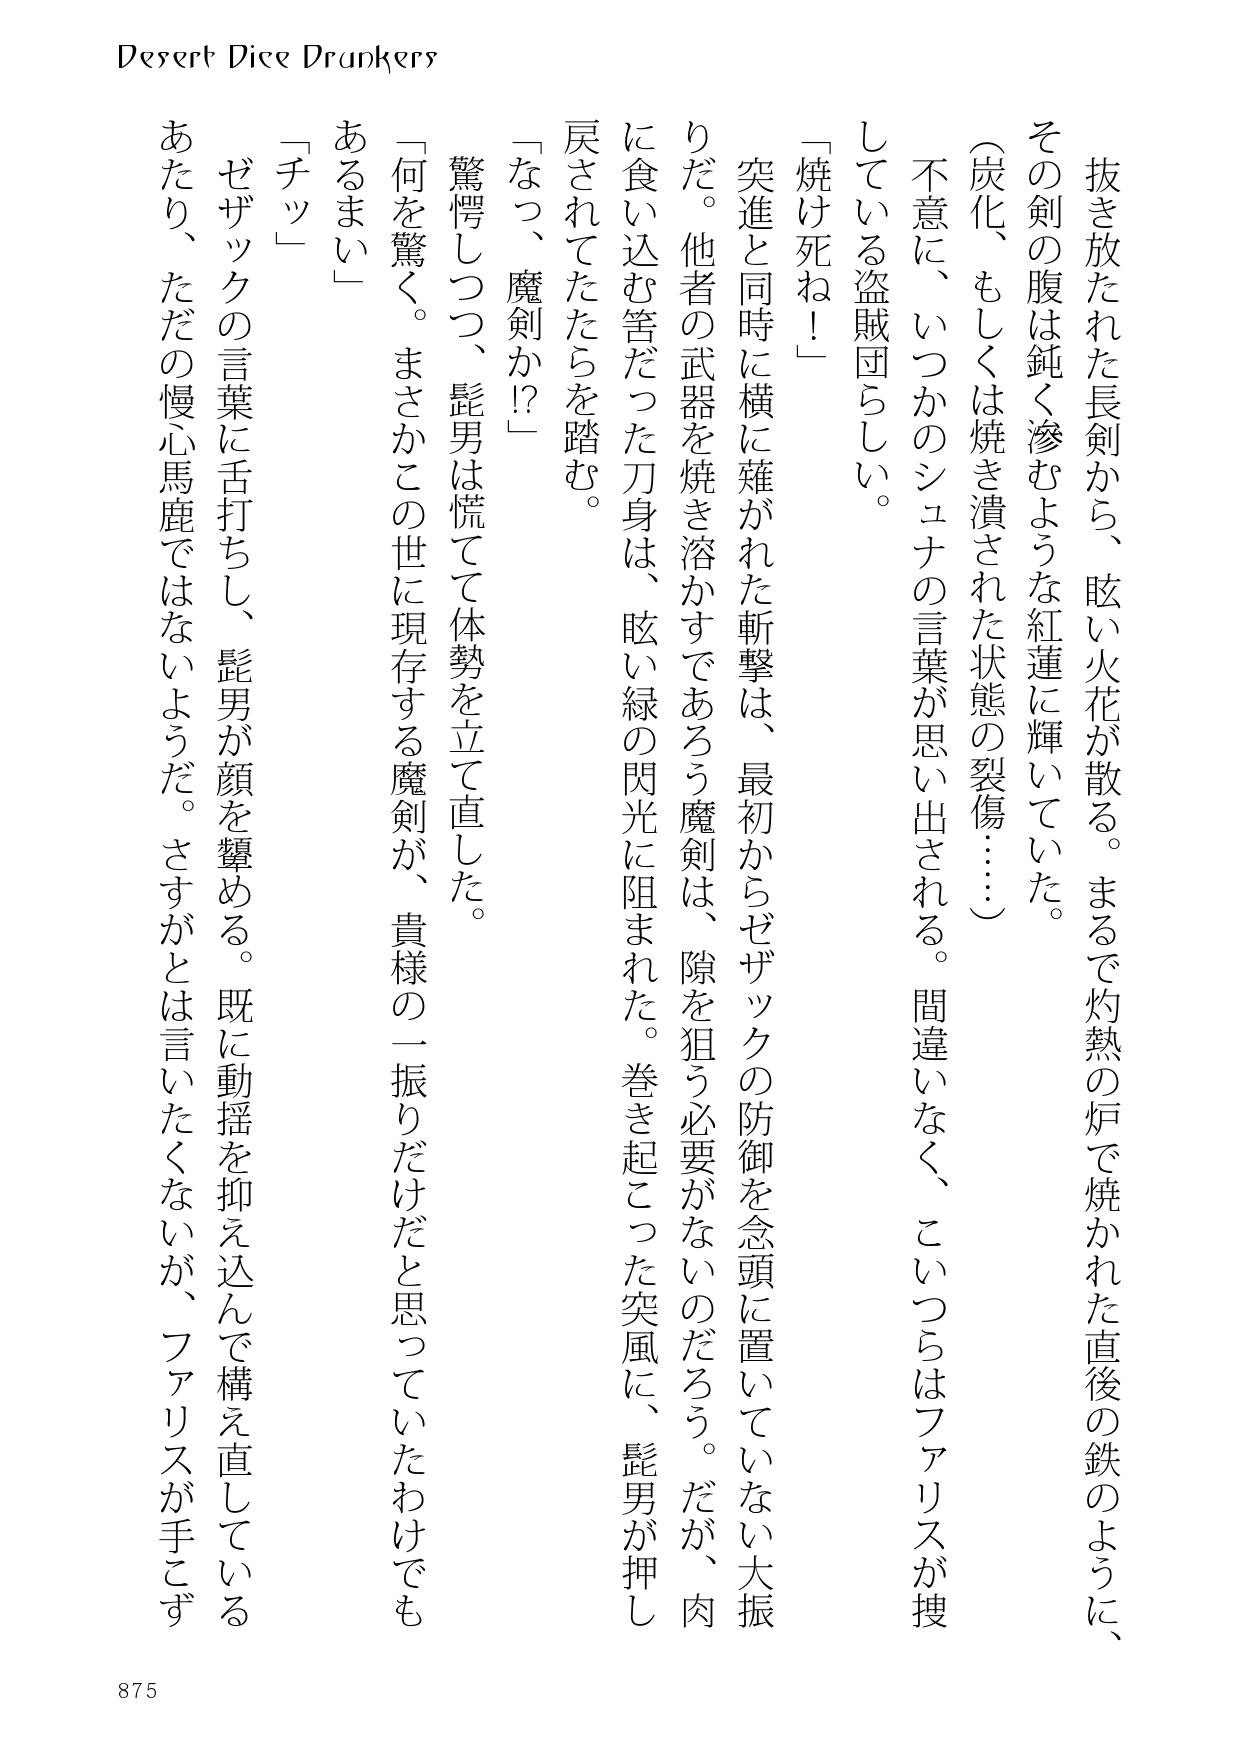 Desert Dice Drunkers
抜き放たれた長剣から、眩い火花が散る。まるで灼熱の炉で焼かれた直後の鉄のように、
その剣の腹は鈍く滲むような紅蓮に輝いていた。
（炭化、もしくは焼き潰された状態の裂傷……）
不意に、いつかのシュナの言葉が思い出される。間違いなく、こいつらはファリスが捜
している盗賊団らしい。
「焼け死ね！」
突進と同時に横に薙がれた斬撃は、最初からゼザックの防御を念頭に置いていない大振
りだ。他者の武器を焼き溶かすであろう魔剣は、隙を狙う必要がないのだろう。だが、肉
に食い込む筈だった刀身は、眩い緑の閃光に阻まれた。巻き起こった突風に、髭男が押し
戻されてたたらを踏む。
「なっ、魔剣か!?」
驚愕しつつ、髭男は慌てて体勢を立て直した。
「何を驚く。まさかこの世に現存する魔剣が、貴様の一振りだけだと思っていたわけでも
あるまい」
「チッ」
ゼザックの言葉に舌打ちし、髭男が顔を顰める。既に動揺を抑え込んで構え直している
あたり、ただの慢心馬鹿ではないようだ。さすがとは言いたくないが、ファリスが手こず
875